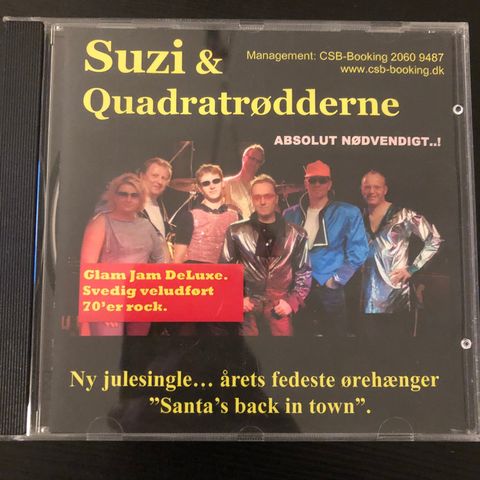 Suzi &
Management: CSB-Booking 2060 9487
www.csb-booking.dk
Quadratrødderne
ABSOLUT NØDVENDIGT..!
Glam Jam DeLuxe.
Svedig veludført
70'er rock.
Ny julesingle... årets fedeste ørehænger
”Santa’s back in town”.